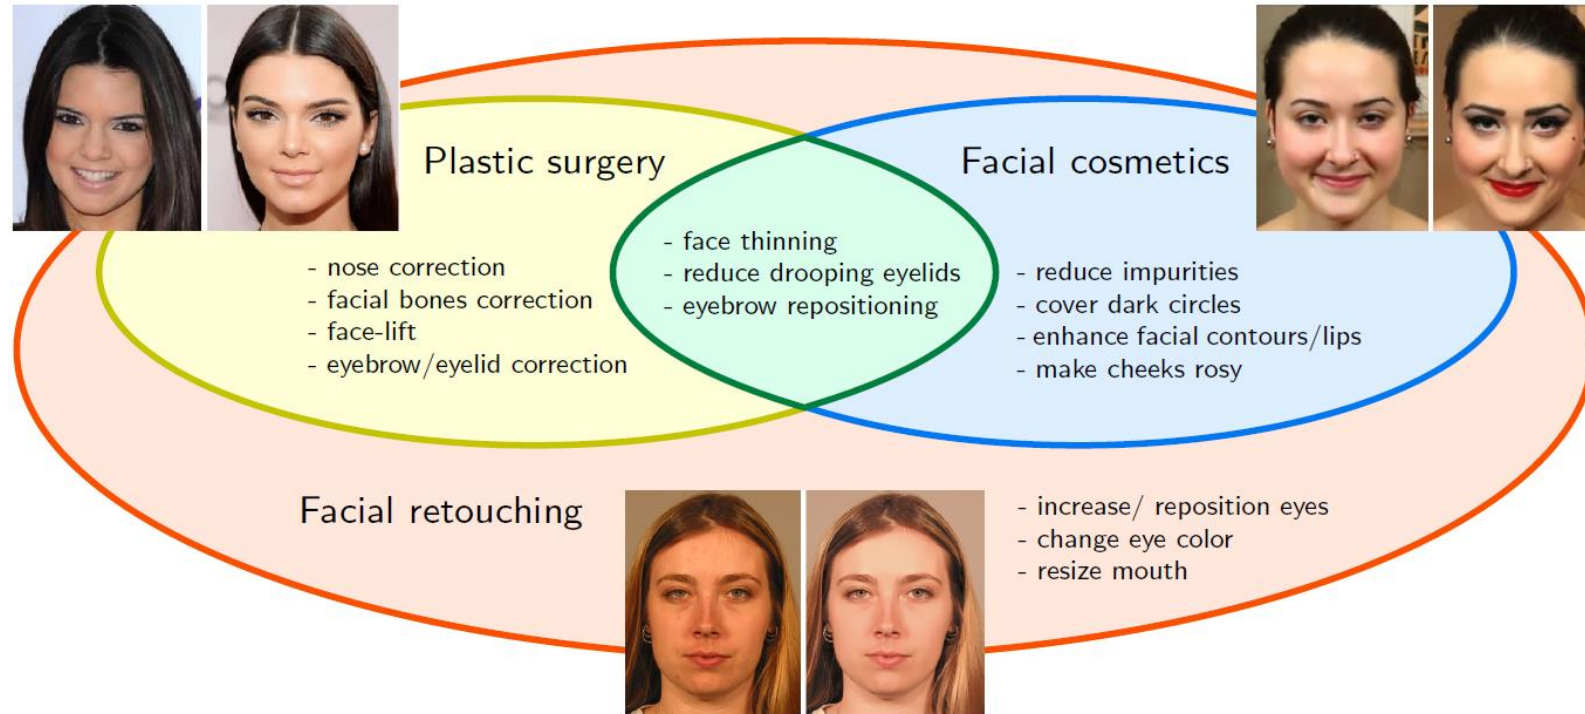 Plastic surgery
- nose correction
- facial bones correction
- face-lift
- eyebrow/eyelid correction
- face thinning
- reduce drooping eyelids
- eyebrow repositioning
Facial cosmetics
- reduce impurities
- cover dark circles
- enhance facial contours/lips
- make cheeks rosy
Facial retouching
- increase/ reposition eyes
- change eye color
- resize mouth